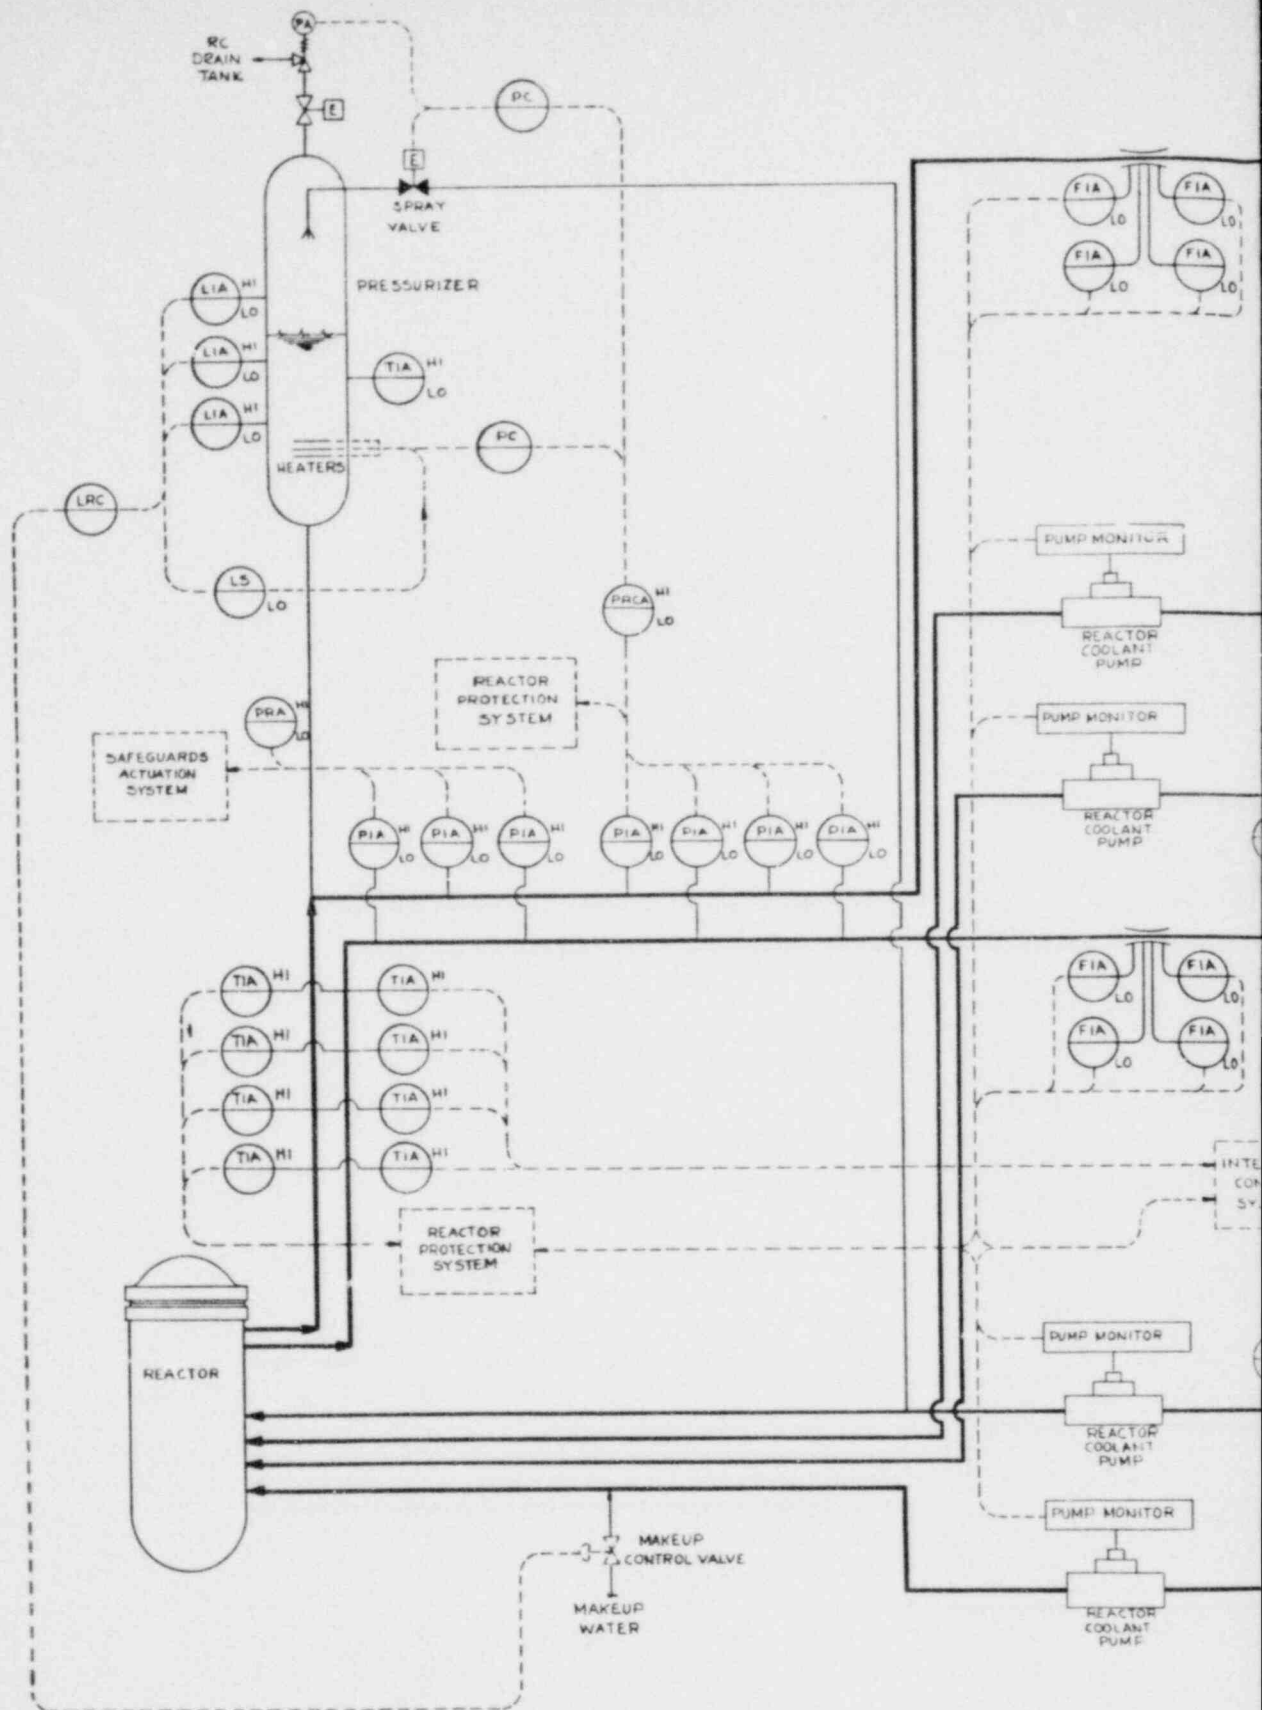 PA
RC
DRAIN
TANK
E
PC
E
SPRAY
VALVE
FIA
LO
FIA
LO
FIA
LO
FIA
LO
PRESSURIZER
LIA HI
LO
LIA HI
LO
TIA HI
LO
LIA HI
LO
PC
HEATERS
LRC
LS
LO
PUMP MONITOR
PRCA HI
LO
REACTOR
COOLANT
PUMP
REACTOR
PROTECTION
SYSTEM
PRA HI
LO
PUMP MONITOR
SAFEGUARDS
ACTUATION
SYSTEM
REACTOR
COOLANT
PUMP
PIA HI
LO
PIA HI
LO
PIA HI
LO
PIA HI
LO
PIA HI
LO
PIA HI
LO
PIA HI
LO
FIA
LO
FIA
LO
FIA
LO
FIA
LO
TIA HI
TIA HI
TIA HI
TIA HI
TIA HI
TIA HI
TIA HI
TIA HI
INTE
CON
SY
REACTOR
PROTECTION
SYSTEM
PUMP MONITOR
REACTOR
REACTOR
COOLANT
PUMP
PUMP MONITOR
MAKEUP
CONTROL VALVE
MAKEUP
WATER
REACTOR
COOLANT
PUMP